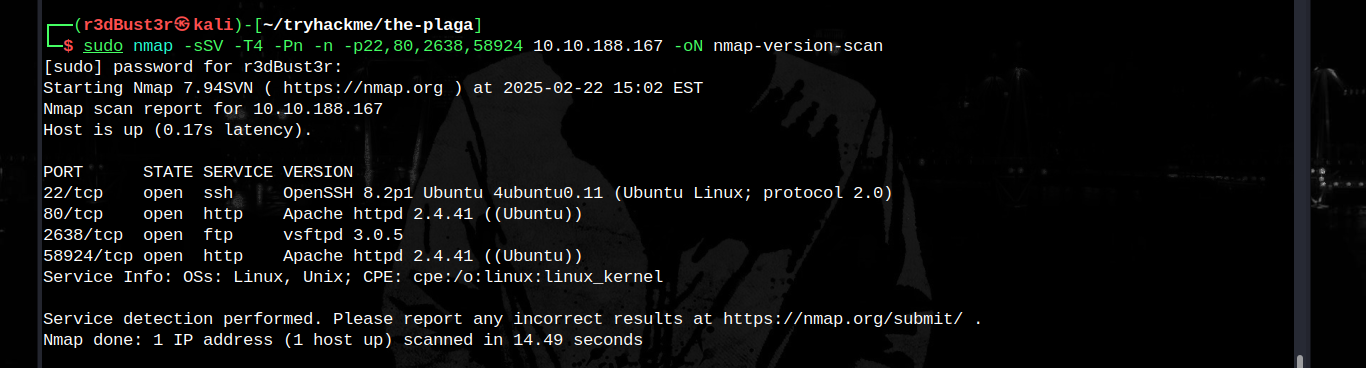 ┌──(r3dBust3r㉿kali)-[~/tryhackme/the-plaga]
└─$ sudo nmap -sSV -T4 -Pn -n -p22,80,2638,58924 10.10.188.167 -oN nmap-version-scan
[sudo] password for r3dBust3r:
Starting Nmap 7.94SVN ( https://nmap.org ) at 2025-02-22 15:02 EST
Nmap scan report for 10.10.188.167
Host is up (0.17s latency).

PORT      STATE SERVICE VERSION
22/tcp    open  ssh     OpenSSH 8.2p1 Ubuntu 4ubuntu0.11 (Ubuntu Linux; protocol 2.0)
80/tcp    open  http    Apache httpd 2.4.41 ((Ubuntu))
2638/tcp  open  ftp     vsftpd 3.0.5
58924/tcp open  http    Apache httpd 2.4.41 ((Ubuntu))
Service Info: OSs: Linux, Unix; CPE: cpe:/o:linux:linux_kernel

Service detection performed. Please report any incorrect results at https://nmap.org/submit/ .
Nmap done: 1 IP address (1 host up) scanned in 14.49 seconds